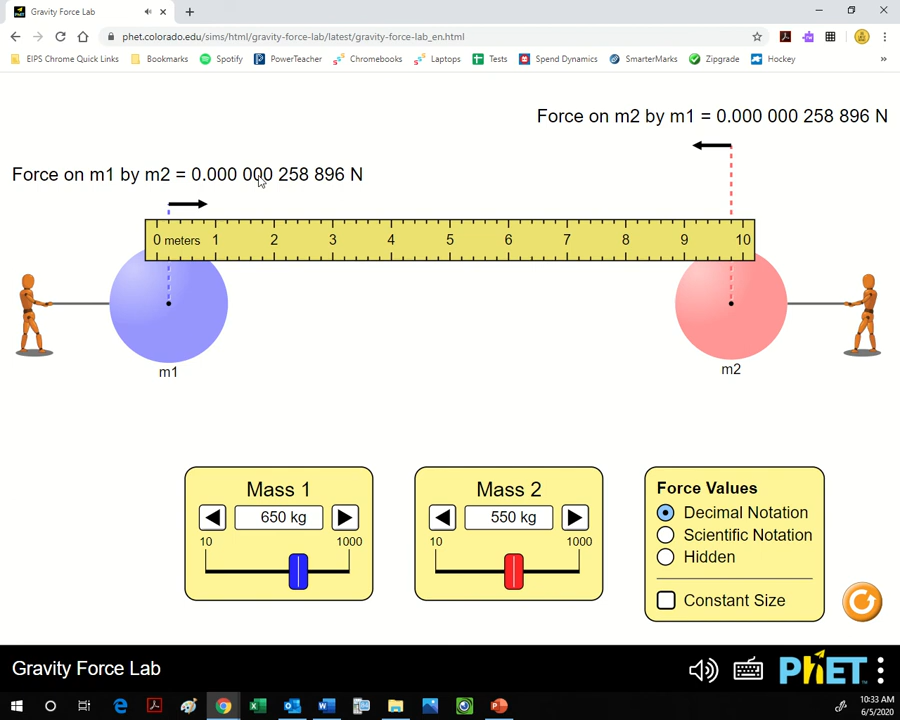 Gravity Force Lab
phet.colorado.edu/sims/html/gravity-force-lab/latest/gravity-force-lab_en.html
EIPS Chrome Quick Links Bookmarks Spotify PowerTeacher Chromebooks Laptops Tests Spend Dynamics SmarterMarks Zipgrade Hockey »
Force on m2 by m1 = 0.000 000 258 896 N
Force on m1 by m2 = 0.000 000 258 896 N
0 meters 1 2 3 4 5 6 7 8 9 10
m1 m2
Mass 1 Mass 2 Force Values
650 kg 550 kg Decimal Notation
10 1000 10 1000 Scientific Notation
Hidden
Constant Size
Gravity Force Lab PhET
10:33 AM
6/5/2020